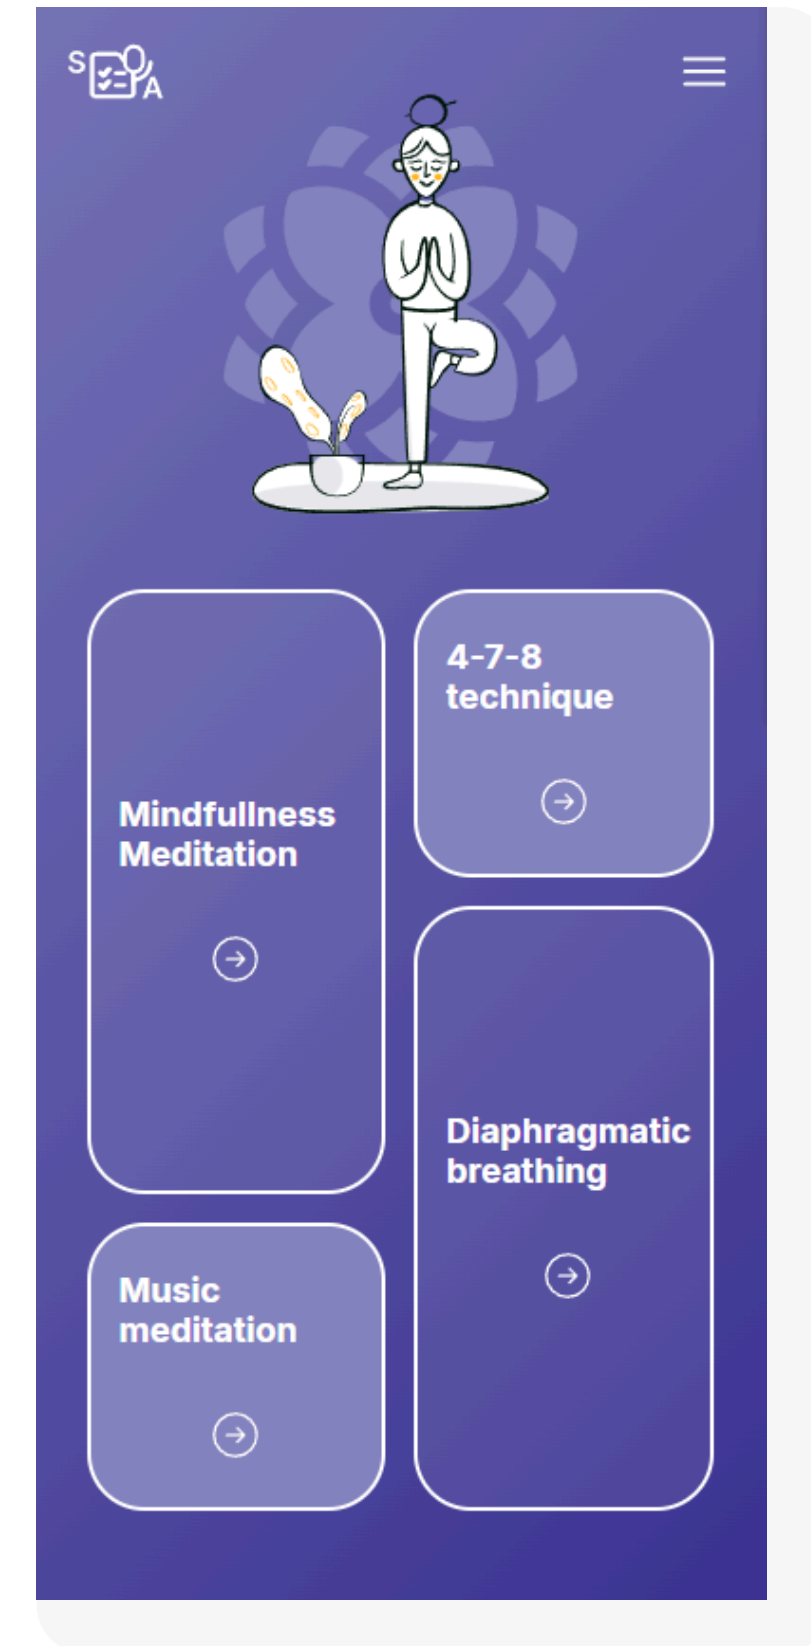 S Q A
Mindfullness
Meditation
4-7-8
technique
Diaphragmatic
breathing
Music
meditation